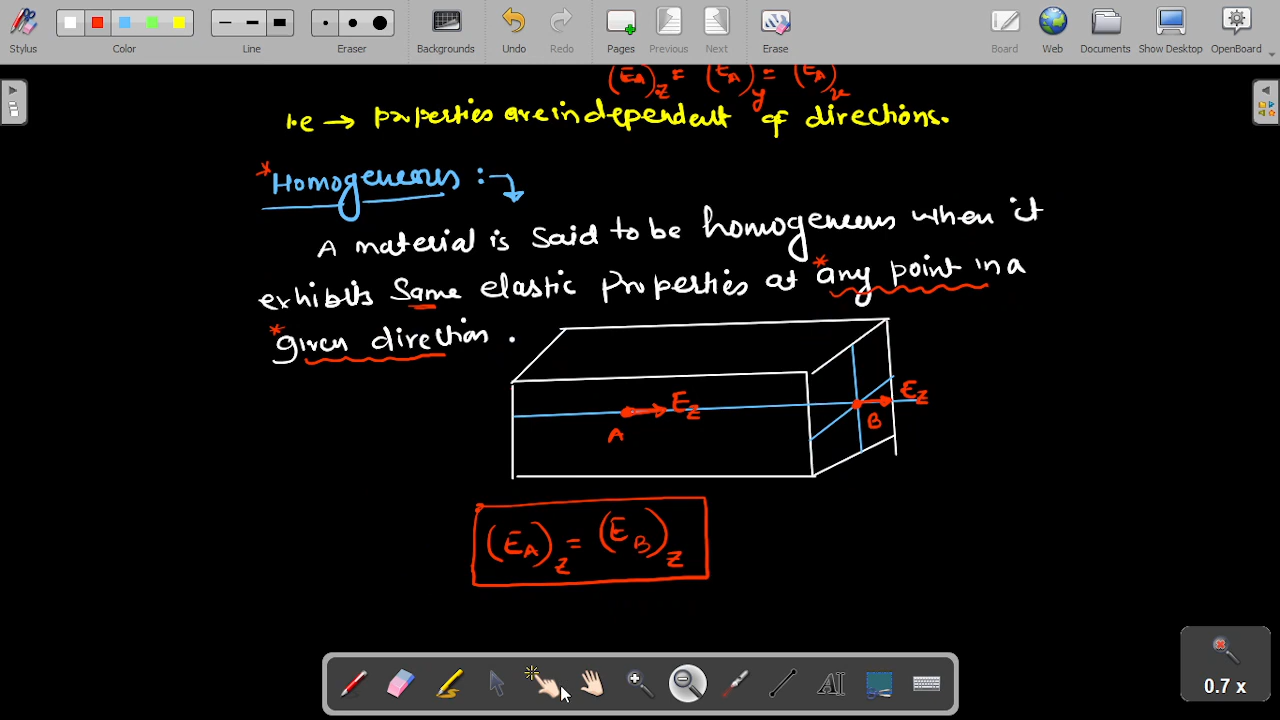 Stylus Color Line Eraser Backgrounds Undo Redo Pages Previous Next Erase Board Web Documents Show Desktop OpenBoard
(EA)z = (EA)y = (EA)x
i.e → properties are independent of directions.
*Homogeneous :→
A material is said to be homogeneous when it
exhibits same elastic properties at *any point in a
*given direction.
Ez
Ez
A
B
(EA)z = (EB)z
0.7 x